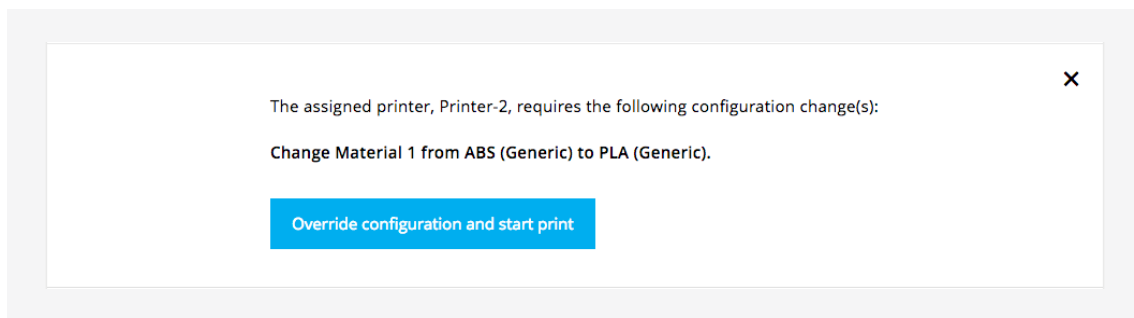 The assigned printer, Printer-2, requires the following configuration change(s):
Change Material 1 from ABS (Generic) to PLA (Generic).
Override configuration and start print